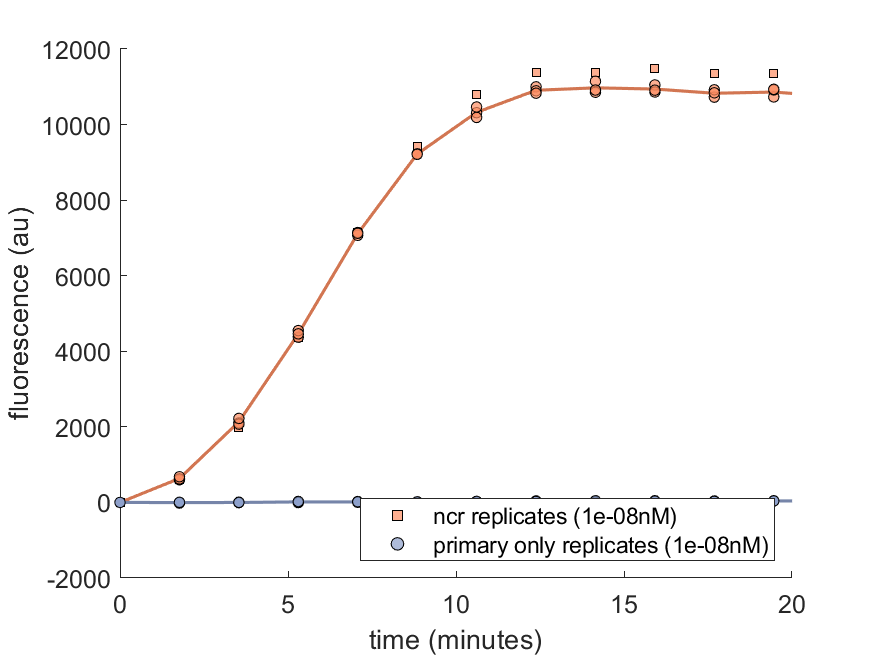 12000
10000
8000
6000
4000
2000
0
-2000
fluorescence (au)
ncr replicates (1e-08nM)
primary only replicates (1e-08nM)
0 5 10 15 20
time (minutes)